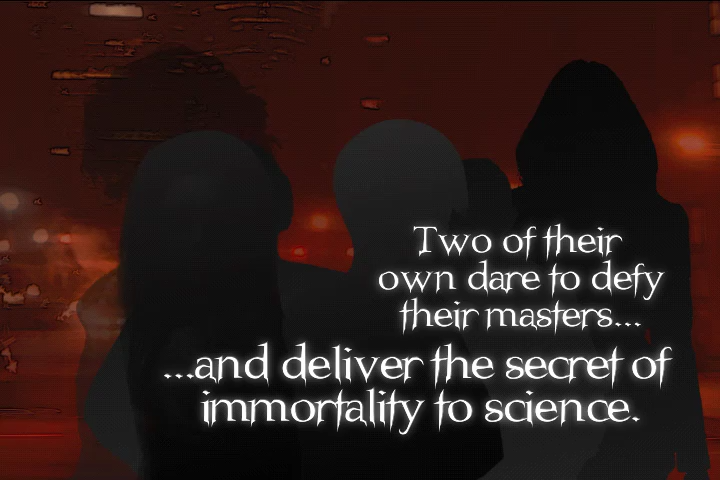 Two of their
own dare to defy
their masters...
...and deliver the secret of
immortality to science.